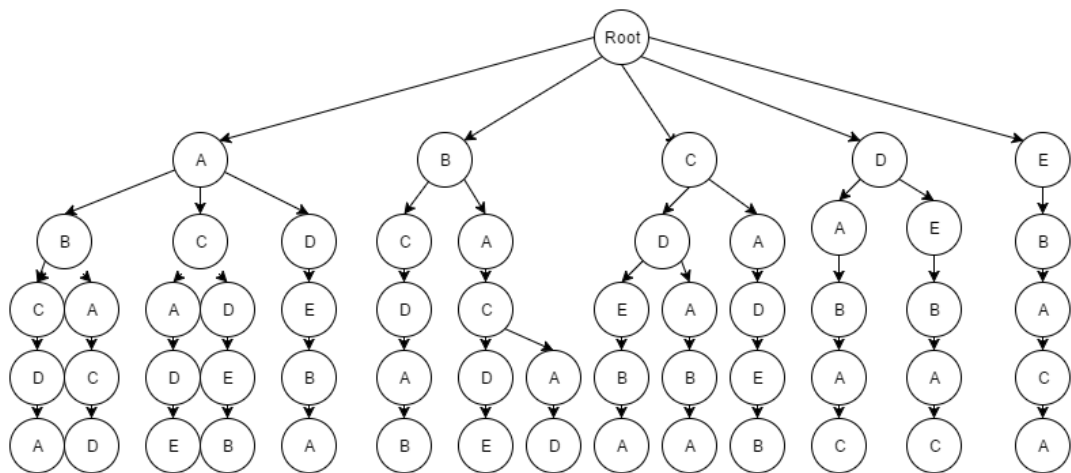 Root
A B C D E
B C D C A D A A E B
C A A D E D C E A D B B A
D C D E B A D A B B E A A C
A D E B A B E D A A B C C A